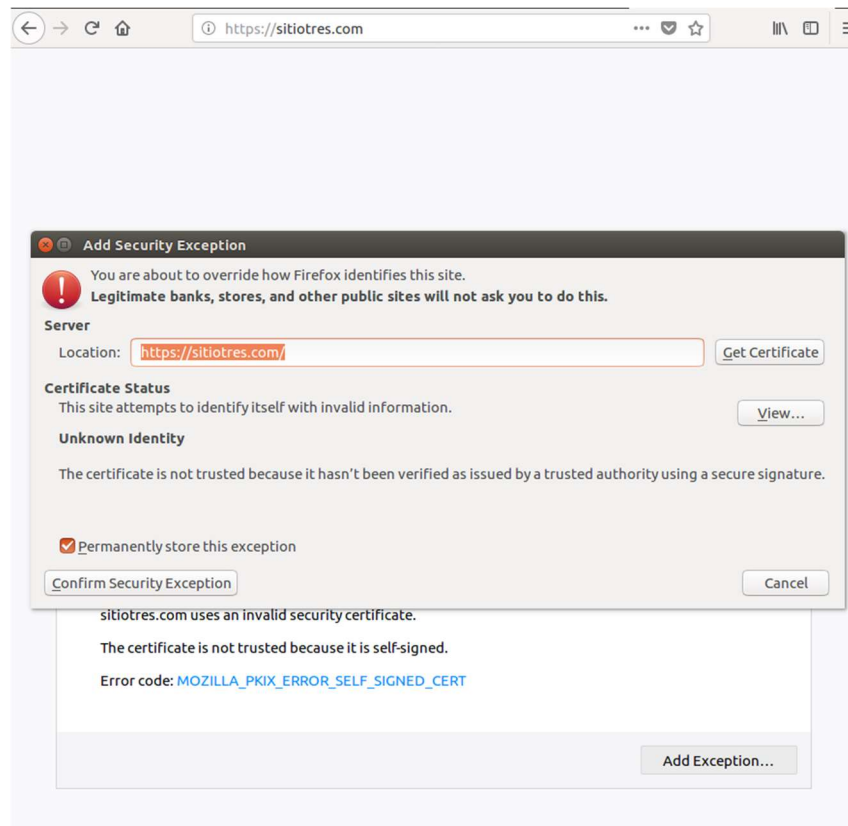 https://sitiotres.com
Add Security Exception
You are about to override how Firefox identifies this site.
Legitimate banks, stores, and other public sites will not ask you to do this.
Server
Location: https://sitiotres.com/ Get Certificate
Certificate Status
This site attempts to identify itself with invalid information.
View...
Unknown Identity
The certificate is not trusted because it hasn't been verified as issued by a trusted authority using a secure signature.
Permanently store this exception
Confirm Security Exception Cancel
sitiotres.com uses an invalid security certificate.
The certificate is not trusted because it is self-signed.
Error code: MOZILLA_PKIX_ERROR_SELF_SIGNED_CERT
Add Exception...